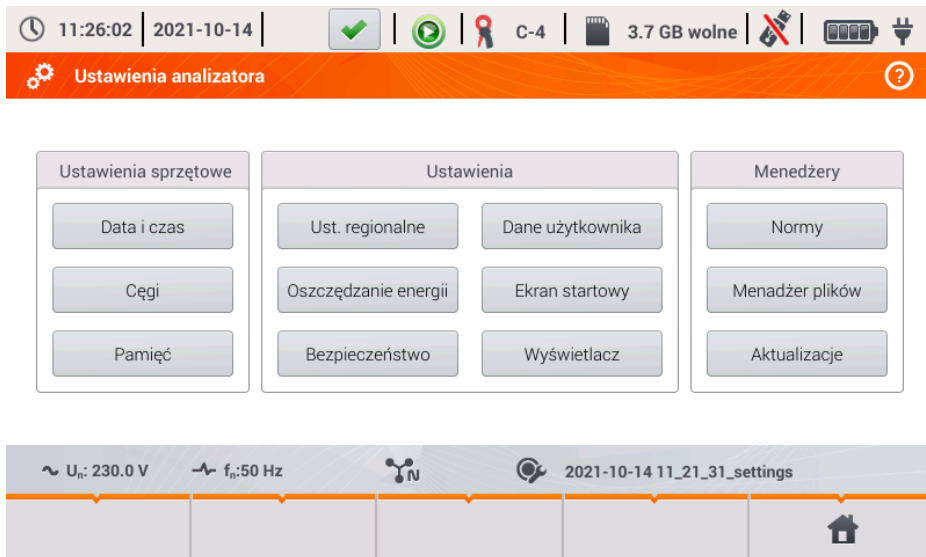 11:26:02 2021-10-14 C-4 3.7 GB wolne
Ustawienia analizatora ?
Ustawienia sprzętowe
Data i czas
Cęgi
Pamięć
Ustawienia
Ust. regionalne Dane użytkownika
Oszczędzanie energii Ekran startowy
Bezpieczeństwo Wyświetlacz
Menedżery
Normy
Menadżer plików
Aktualizacje
Un: 230.0 V fn:50 Hz N 2021-10-14 11_21_31_settings